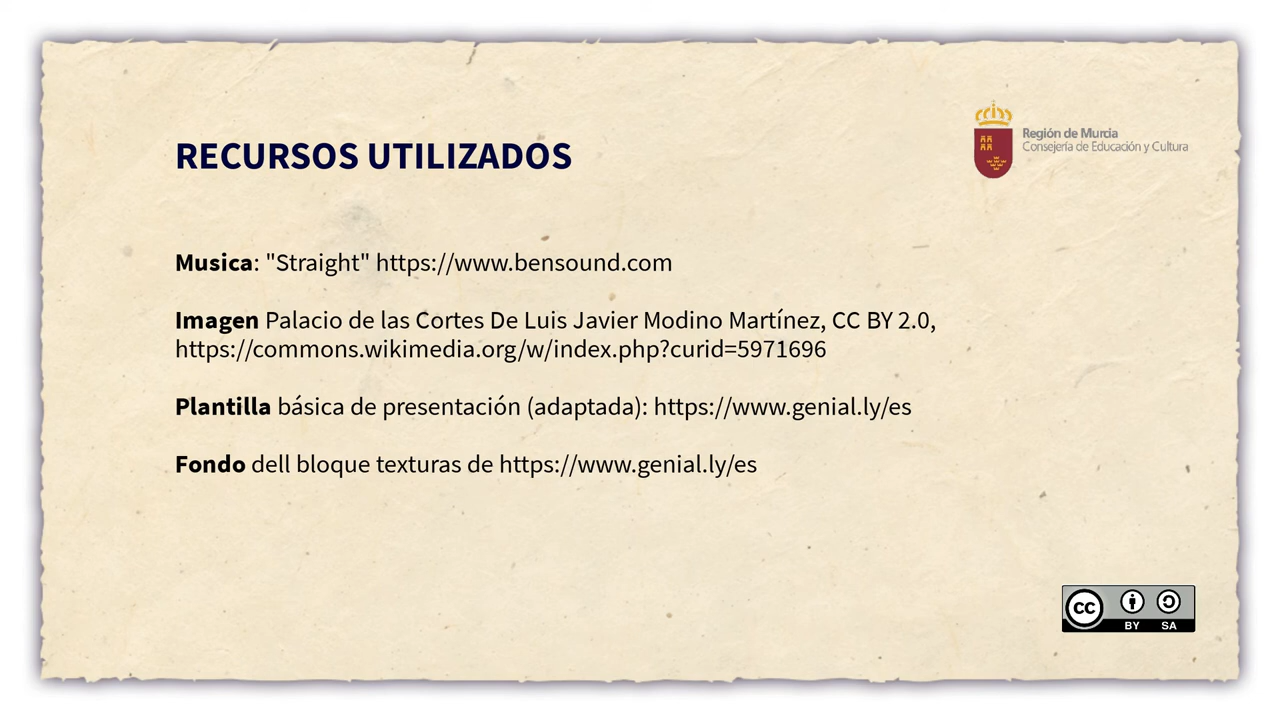 RECURSOS UTILIZADOS
Región de Murcia
Consejería de Educación y Cultura
Musica: "Straight" https://www.bensound.com
Imagen Palacio de las Cortes De Luis Javier Modino Martínez, CC BY 2.0,
https://commons.wikimedia.org/w/index.php?curid=5971696
Plantilla básica de presentación (adaptada): https://www.genial.ly/es
Fondo dell bloque texturas de https://www.genial.ly/es
CC
BY SA